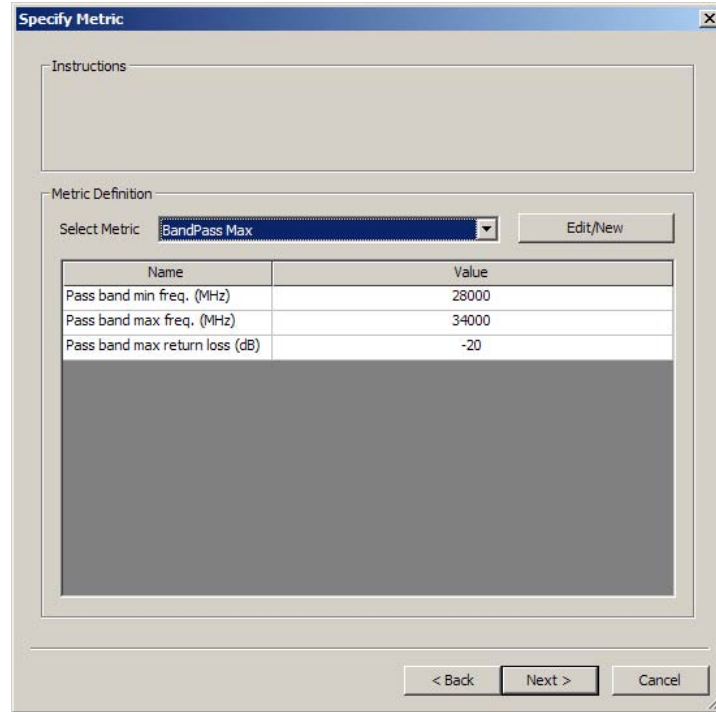 Specify Metric
Instructions
Metric Definition
Select Metric BandPass Max Edit/New
Name Value
Pass band min freq. (MHz) 28000
Pass band max freq. (MHz) 34000
Pass band max return loss (dB) -20
< Back Next > Cancel